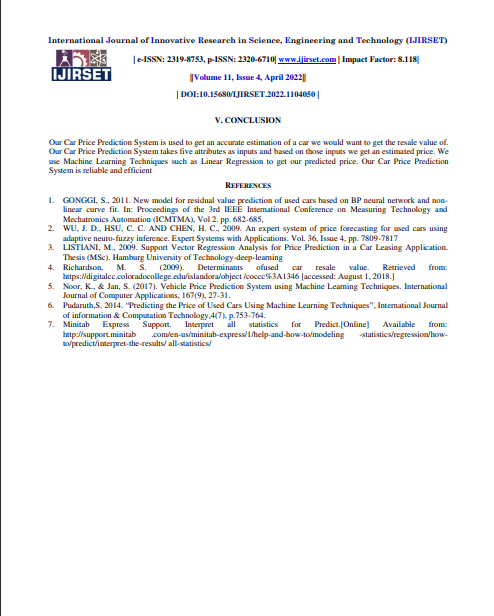 International Journal of Innovative Research in Science, Engineering and Technology (IJIRSET)
| e-ISSN: 2319-8753, p-ISSN: 2320-6710| www.ijirset.com | Impact Factor: 8.118|
IJIRSET
||Volume 11, Issue 4, April 2022||
| DOI:10.15680/IJIRSET.2022.1104050 |
V. CONCLUSION
Our Car Price Prediction System is used to get an accurate estimation of a car we would want to get the resale value of.
Our Car Price Prediction System takes five attributes as inputs and based on those inputs we get an estimated price. We
use Machine Learning Techniques such as Linear Regression to get our predicted price. Our Car Price Prediction
System is reliable and efficient
REFERENCES
1. GONGGI, S., 2011. New model for residual value prediction of used cars based on BP neural network and non-
linear curve fit. In: Proceedings of the 3rd IEEE International Conference on Measuring Technology and
Mechatronics Automation (ICMTMA), Vol 2. pp. 682-685,
2. WU, J. D., HSU, C. C. AND CHEN, H. C., 2009. An expert system of price forecasting for used cars using
adaptive neuro-fuzzy inference. Expert Systems with Applications. Vol. 36, Issue 4, pp. 7809-7817
3. LISTIANI, M., 2009. Support Vector Regression Analysis for Price Prediction in a Car Leasing Application.
Thesis (MSc). Hamburg University of Technology-deep-learning
4. Richardson, M. S. (2009). Determinants ofused car resale value. Retrieved from:
https://digitalcc.coloradocollege.edu/islandora/object /coccc%3A1346 [accessed: August 1, 2018.]
5. Noor, K., & Jan, S. (2017). Vehicle Price Prediction System using Machine Learning Techniques. International
Journal of Computer Applications, 167(9), 27-31.
6. Pudaruth,S. 2014. “Predicting the Price of Used Cars Using Machine Learning Techniques”, International Journal
of information & Computation Technology,4(7), p.753-764.
7. Minitab Express Support. Interpret all statistics for Predict.[Online] Available from:
http://support.minitab .com/en-us/minitab-express/1/help-and-how-to/modeling -statistics/regression/how-
to/predict/interpret-the-results/ all-statistics/